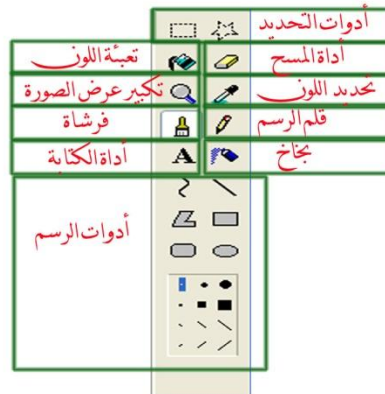 أدوات التحديد
أداة المسح
تعبئة اللون
تحديد اللون
تكبير عرض الصورة
قلم الرسم
فرشاة
بخاخ
أداة الكتابة
A
أدوات الرسم